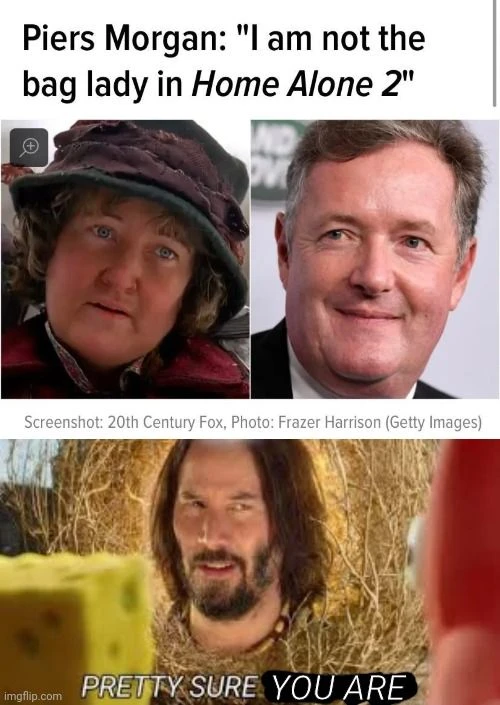 Piers Morgan: "I am not the
bag lady in Home Alone 2"
Screenshot: 20th Century Fox, Photo: Frazer Harrison (Getty Images)
PRETTY SURE YOU ARE
imgflip.com